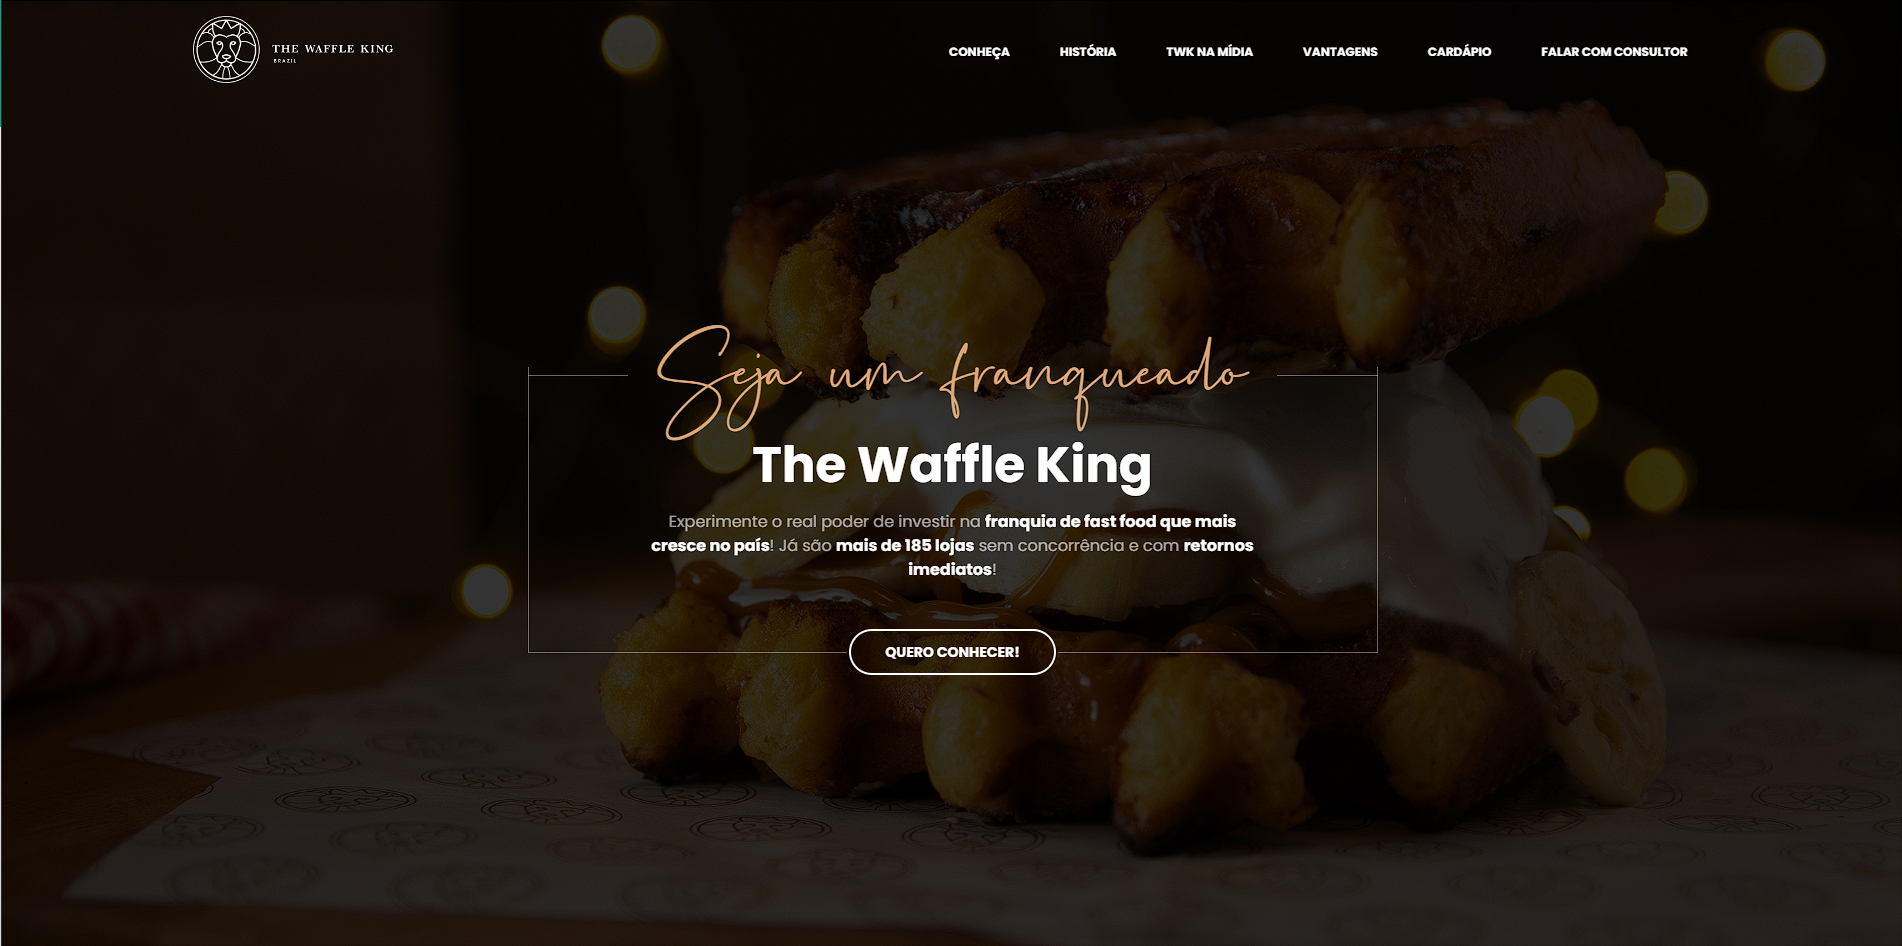 THE WAFFLE KING
BRAZIL
CONHEÇA HISTÓRIA TWK NA MÍDIA VANTAGENS CARDÁPIO FALAR COM CONSULTOR
Seja um franqueado
The Waffle King
Experimente o real poder de investir na franquia de fast food que mais
cresce no país! Já são mais de 185 lojas sem concorrência e com retornos
imediatos!
QUERO CONHECER!